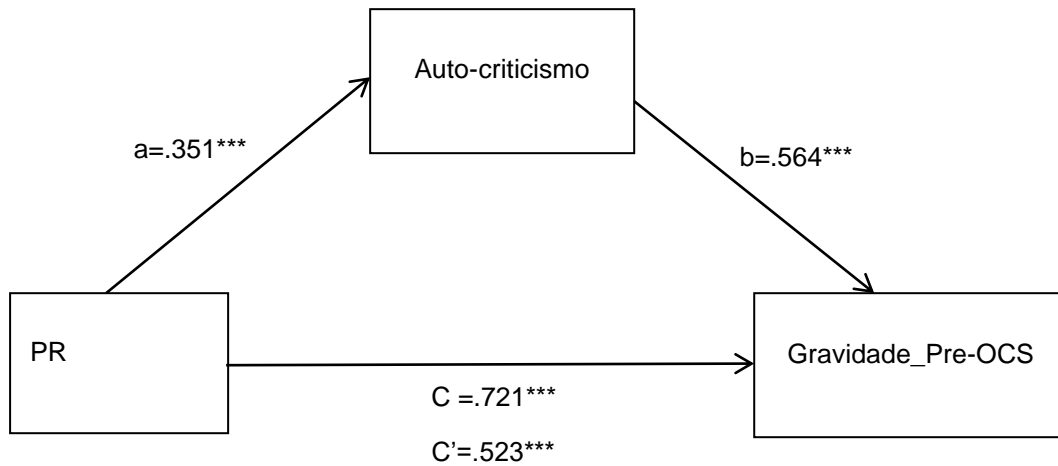 Auto-criticismo
a=.351***
b=.564***
PR
Gravidade_Pre-OCS
C =.721***
C’=.523***